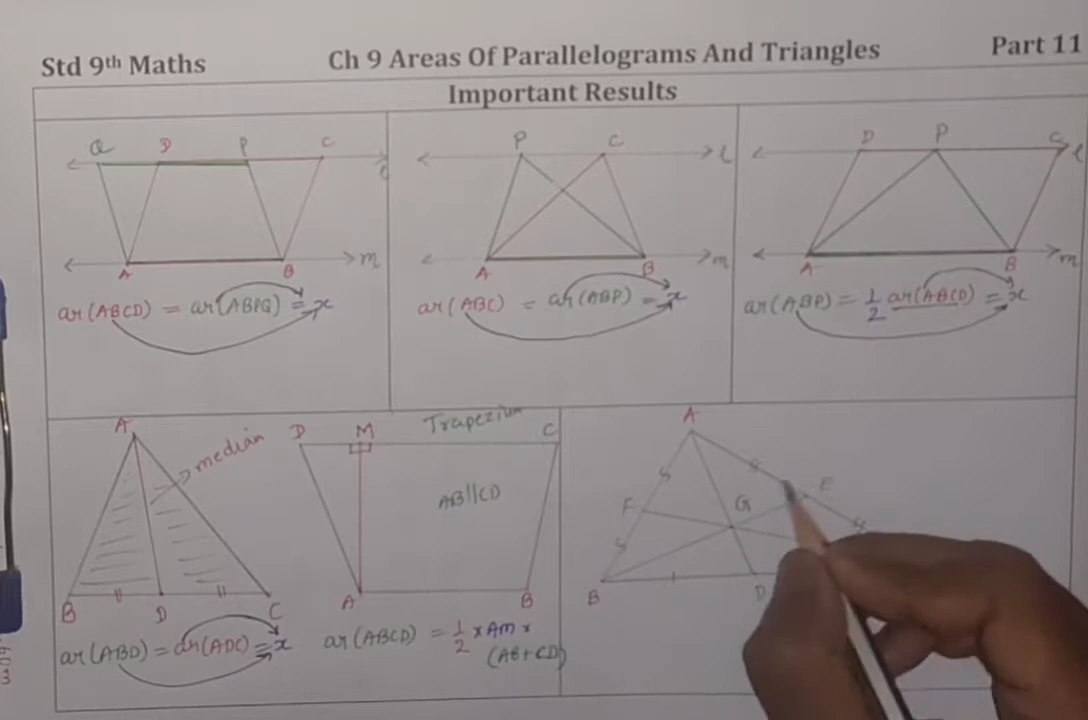 Std 9th Maths Ch 9 Areas Of Parallelograms And Triangles Part 11
Important Results
Q D P C l
A B m
ar(ABCD) = ar(ABPG) = x
P C l
A B m
ar(ABC) = ar(ABP) = x
D P C l
A B m
ar(ABP) = 1/2 ar(ABCD) = x
A
median
B D C
ar(ABD) = ar(ADC) = x
Trapezium
D M C
AB||CD
A B
ar(ABCD) = 1/2 × AM ×
(AB+CD)
A
F G E
B D